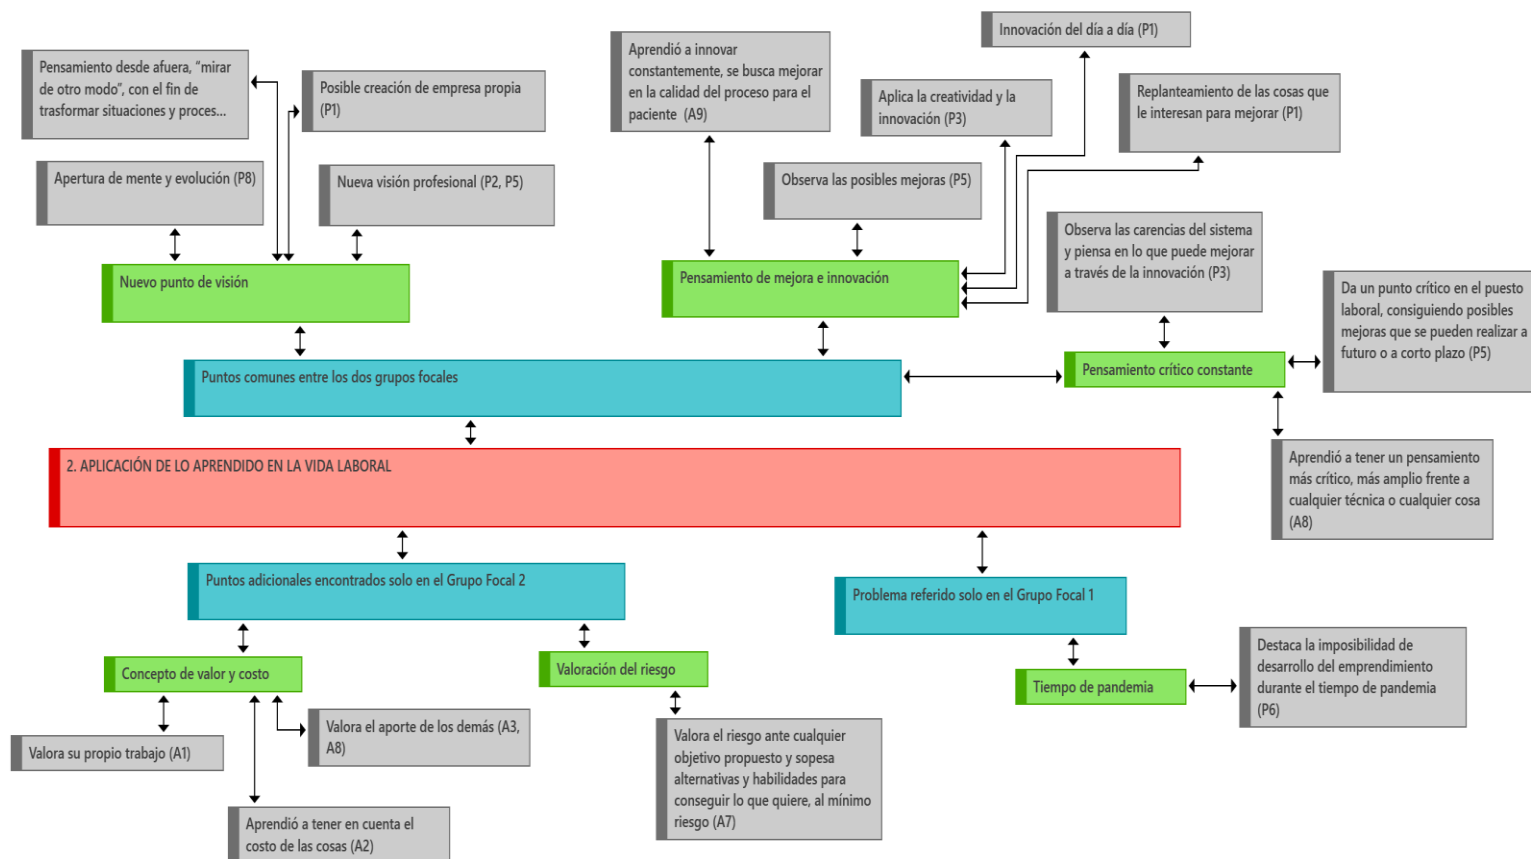 Innovación del día a día (P1)
Pensamiento desde afuera, “mirar
de otro modo”, con el fin de
trasformar situaciones y proces...
Posible creación de empresa propia
(P1)
Aprendió a innovar
constantemente, se busca mejorar
en la calidad del proceso para el
paciente (A9)
Aplica la creatividad y la
innovación (P3)
Replanteamiento de las cosas que
le interesan para mejorar (P1)
Apertura de mente y evolución (P8)
Nueva visión profesional (P2, P5)
Observa las posibles mejoras (P5)
Observa las carencias del sistema
y piensa en lo que puede mejorar
a través de la innovación (P3)
Nuevo punto de visión
Pensamiento de mejora e innovación
Da un punto crítico en el puesto
laboral, consiguiendo posibles
mejoras que se pueden realizar a
futuro o a corto plazo (P5)
Puntos comunes entre los dos grupos focales
Pensamiento crítico constante
2. APLICACIÓN DE LO APRENDIDO EN LA VIDA LABORAL
Aprendió a tener un pensamiento
más crítico, más amplio frente a
cualquier técnica o cualquier cosa
(A8)
Puntos adicionales encontrados solo en el Grupo Focal 2
Problema referido solo en el Grupo Focal 1
Concepto de valor y costo
Valoración del riesgo
Tiempo de pandemia
Destaca la imposibilidad de
desarrollo del emprendimiento
durante el tiempo de pandemia
(P6)
Valora su propio trabajo (A1)
Valora el aporte de los demás (A3,
A8)
Valora el riesgo ante cualquier
objetivo propuesto y sopesa
alternativas y habilidades para
conseguir lo que quiere, al mínimo
riesgo (A7)
Aprendió a tener en cuenta el
costo de las cosas (A2)